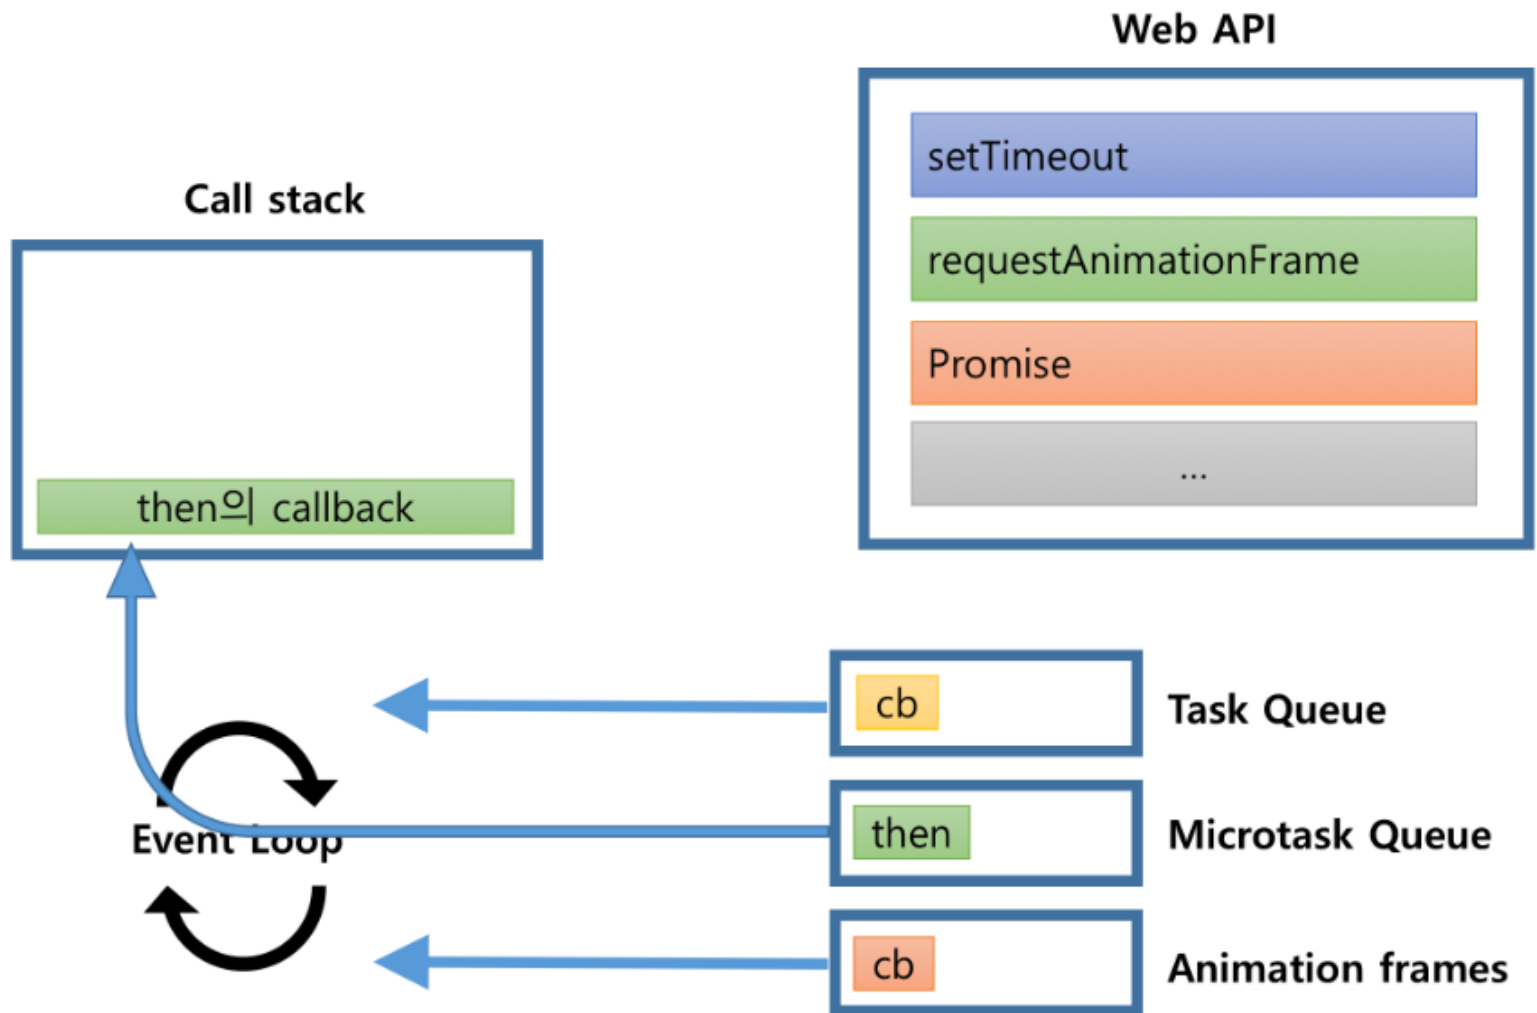 Web API
setTimeout
requestAnimationFrame
Promise
...
Call stack
then의 callback
Event Loop
cb
Task Queue
then
Microtask Queue
cb
Animation frames